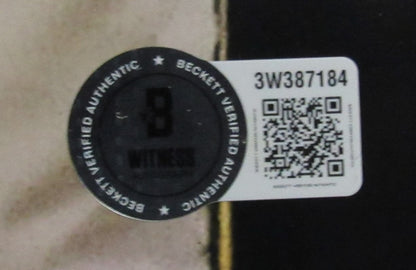 BECKETT VERIFIED AUTHENTIC ★ BECKETT VERIFIED AUTHENTIC ★
B
WITNESS
3W387184